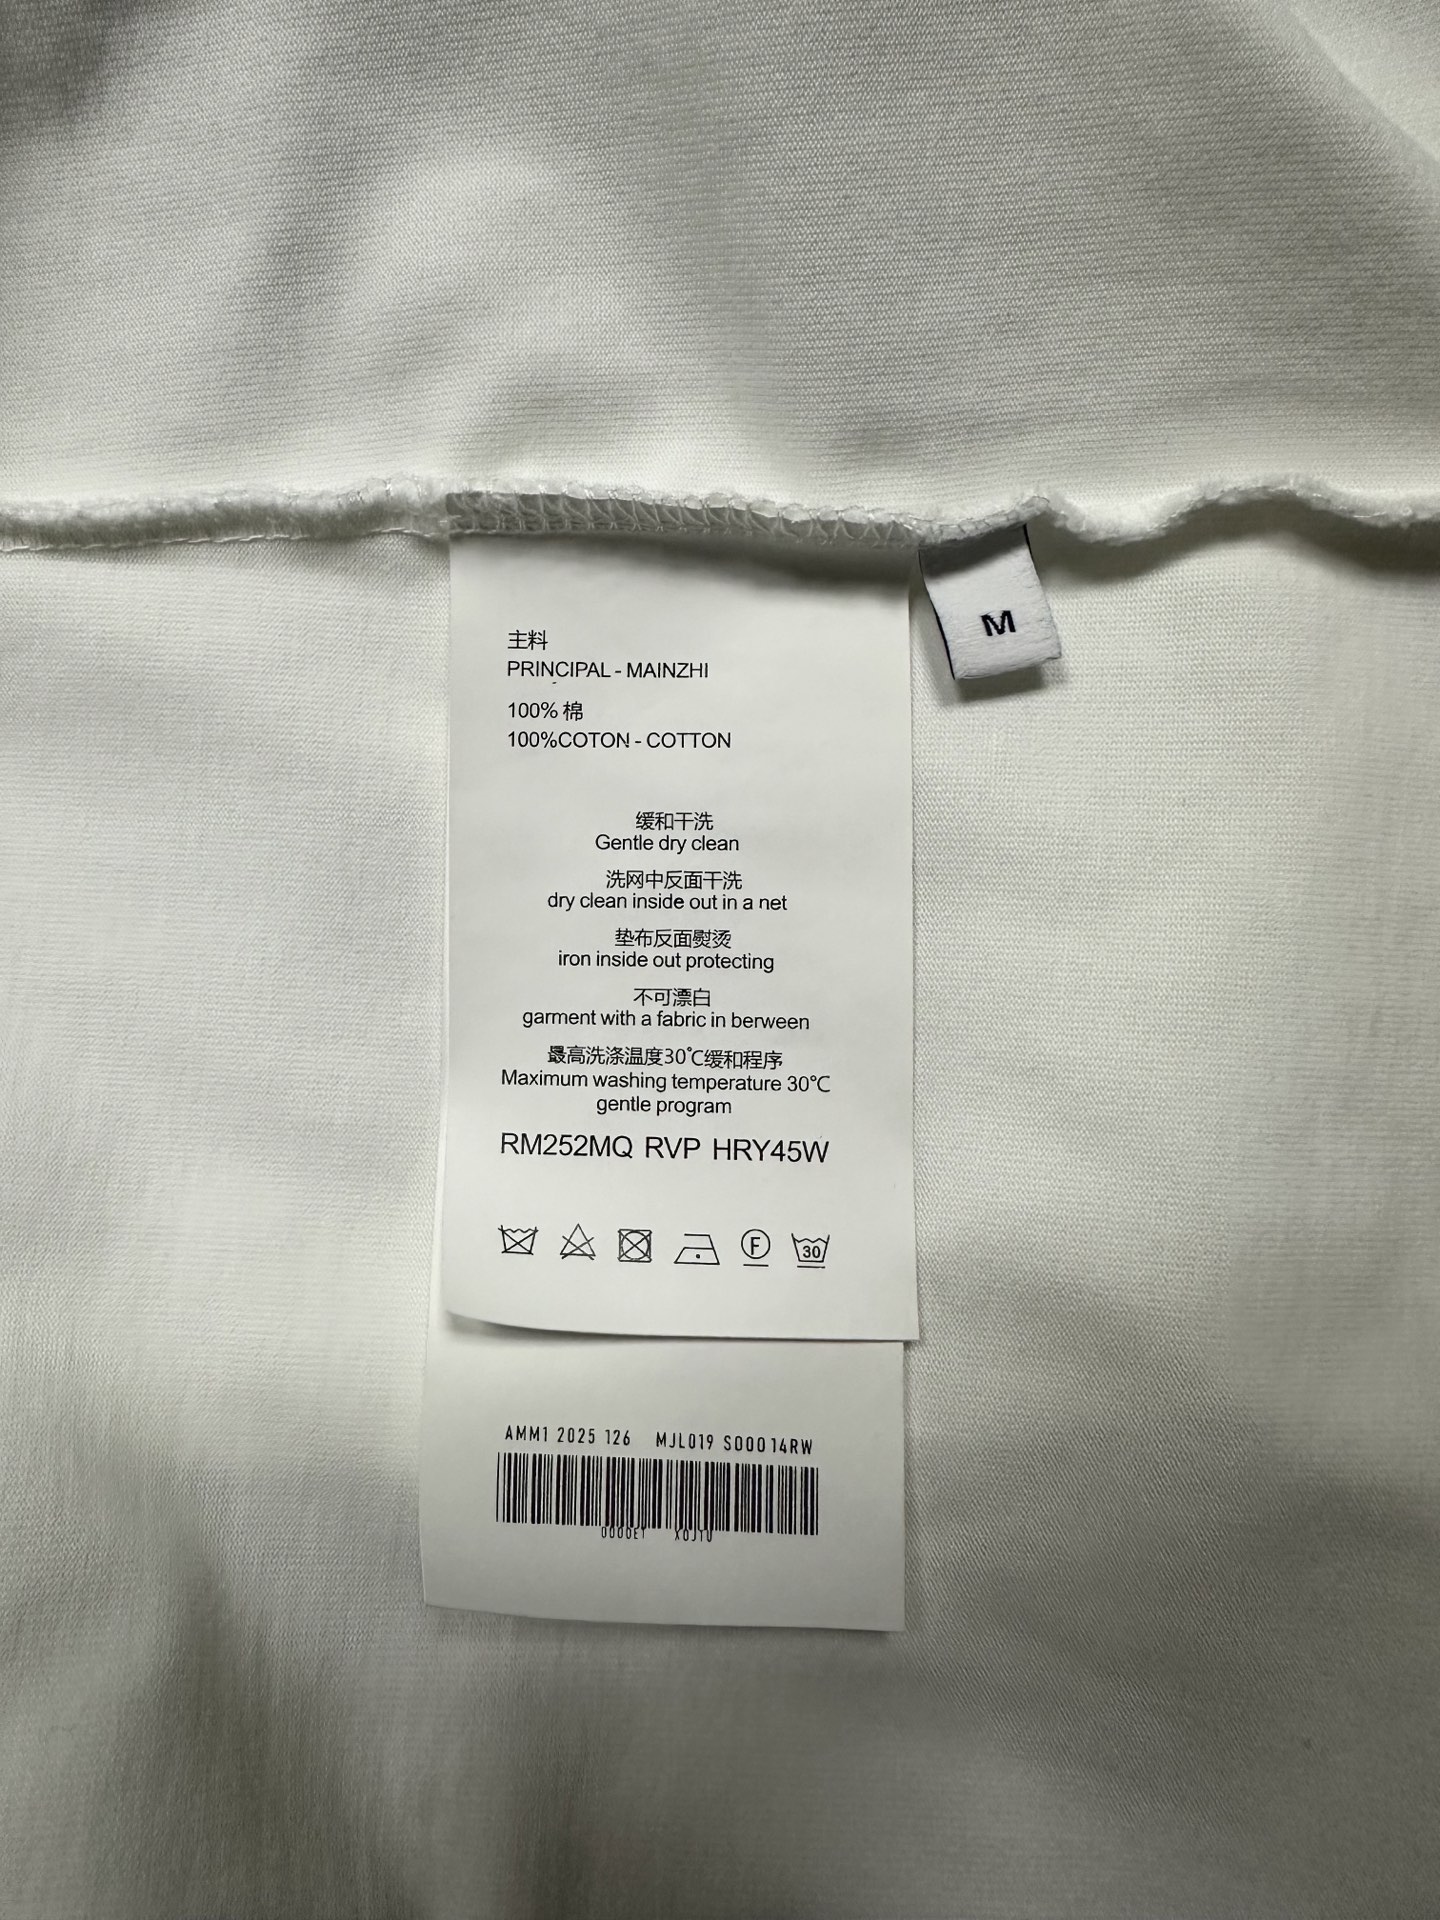 主料
PRINCIPAL - MAINZHI
100% 棉
100%COTON - COTTON
M
缓和干洗
Gentle dry clean
洗网中反面干洗
dry clean inside out in a net
垫布反面熨烫
iron inside out protecting
不可漂白
garment with a fabric in berween
最高洗涤温度30℃缓和程序
Maximum washing temperature 30℃
gentle program
RM252MQ RVP HRY45W
F
30
AMM1 2025 126 MJL019 S00014RW